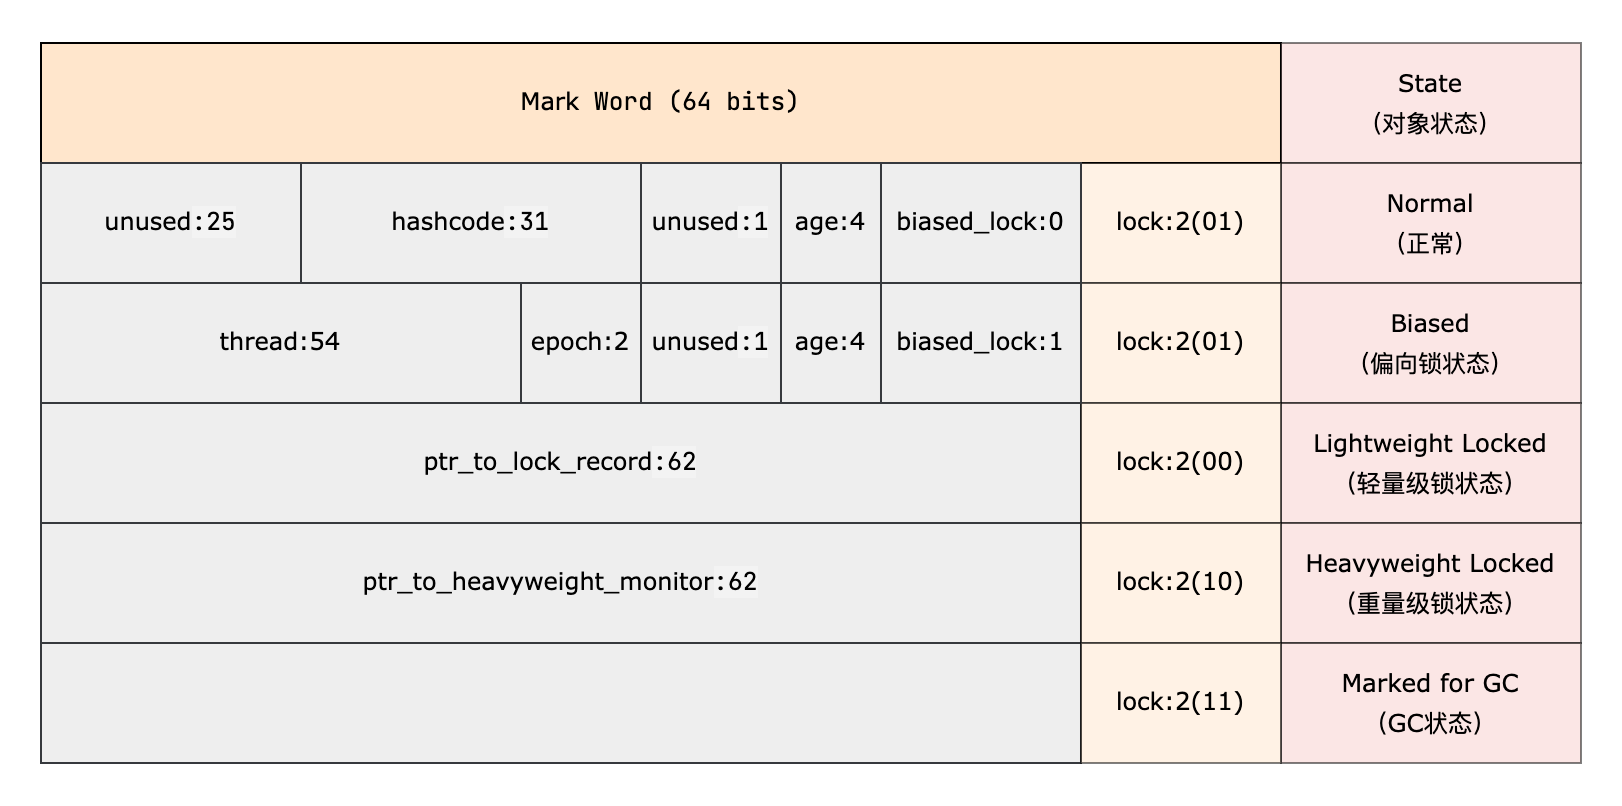 Mark Word (64 bits)
State
(对象状态)
unused:25
hashcode:31
unused:1
age:4
biased_lock:0
lock:2(01)
Normal
(正常)
thread:54
epoch:2
unused:1
age:4
biased_lock:1
lock:2(01)
Biased
(偏向锁状态)
ptr_to_lock_record:62
lock:2(00)
Lightweight Locked
(轻量级锁状态)
ptr_to_heavyweight_monitor:62
lock:2(10)
Heavyweight Locked
(重量级锁状态)
lock:2(11)
Marked for GC
(GC状态)